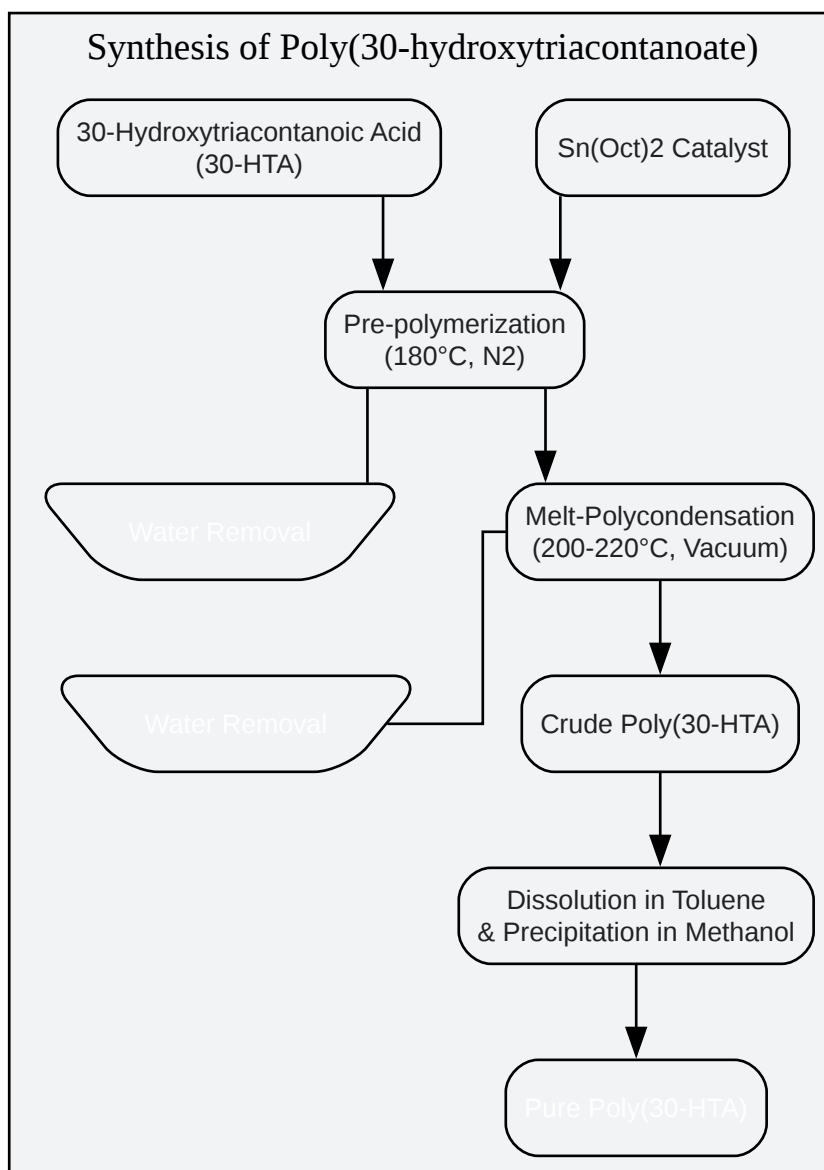 Synthesis of Poly(30-hydroxytriacontanoate)
30-Hydroxytriacontanoic Acid
(30-HTA)
Sn(Oct)2 Catalyst
Pre-polymerization
(180°C, N2)
Water Removal
Melt-Polycondensation
(200-220°C, Vacuum)
Water Removal
Crude Poly(30-HTA)
Dissolution in Toluene
& Precipitation in Methanol
Pure Poly(30-HTA)